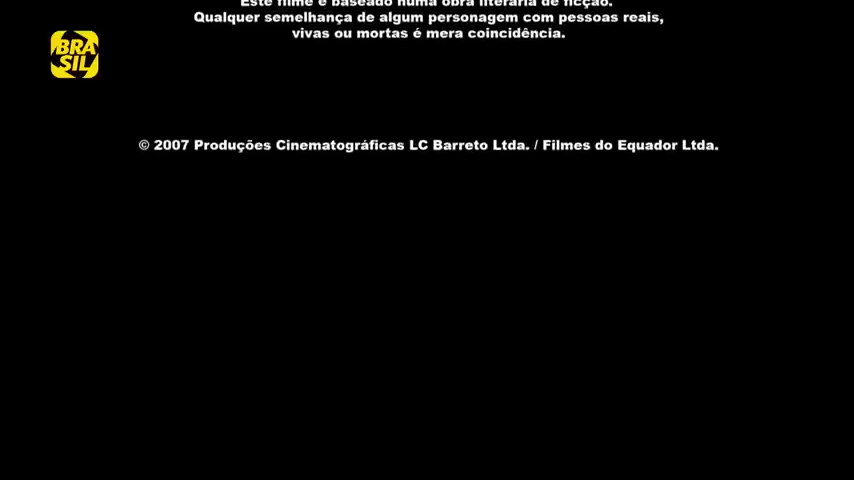 Este filme é baseado numa obra literária de ficção.
Qualquer semelhança de algum personagem com pessoas reais,
vivas ou mortas é mera coincidência.
BRA
SIL
© 2007 Produções Cinematográficas LC Barreto Ltda. / Filmes do Equador Ltda.